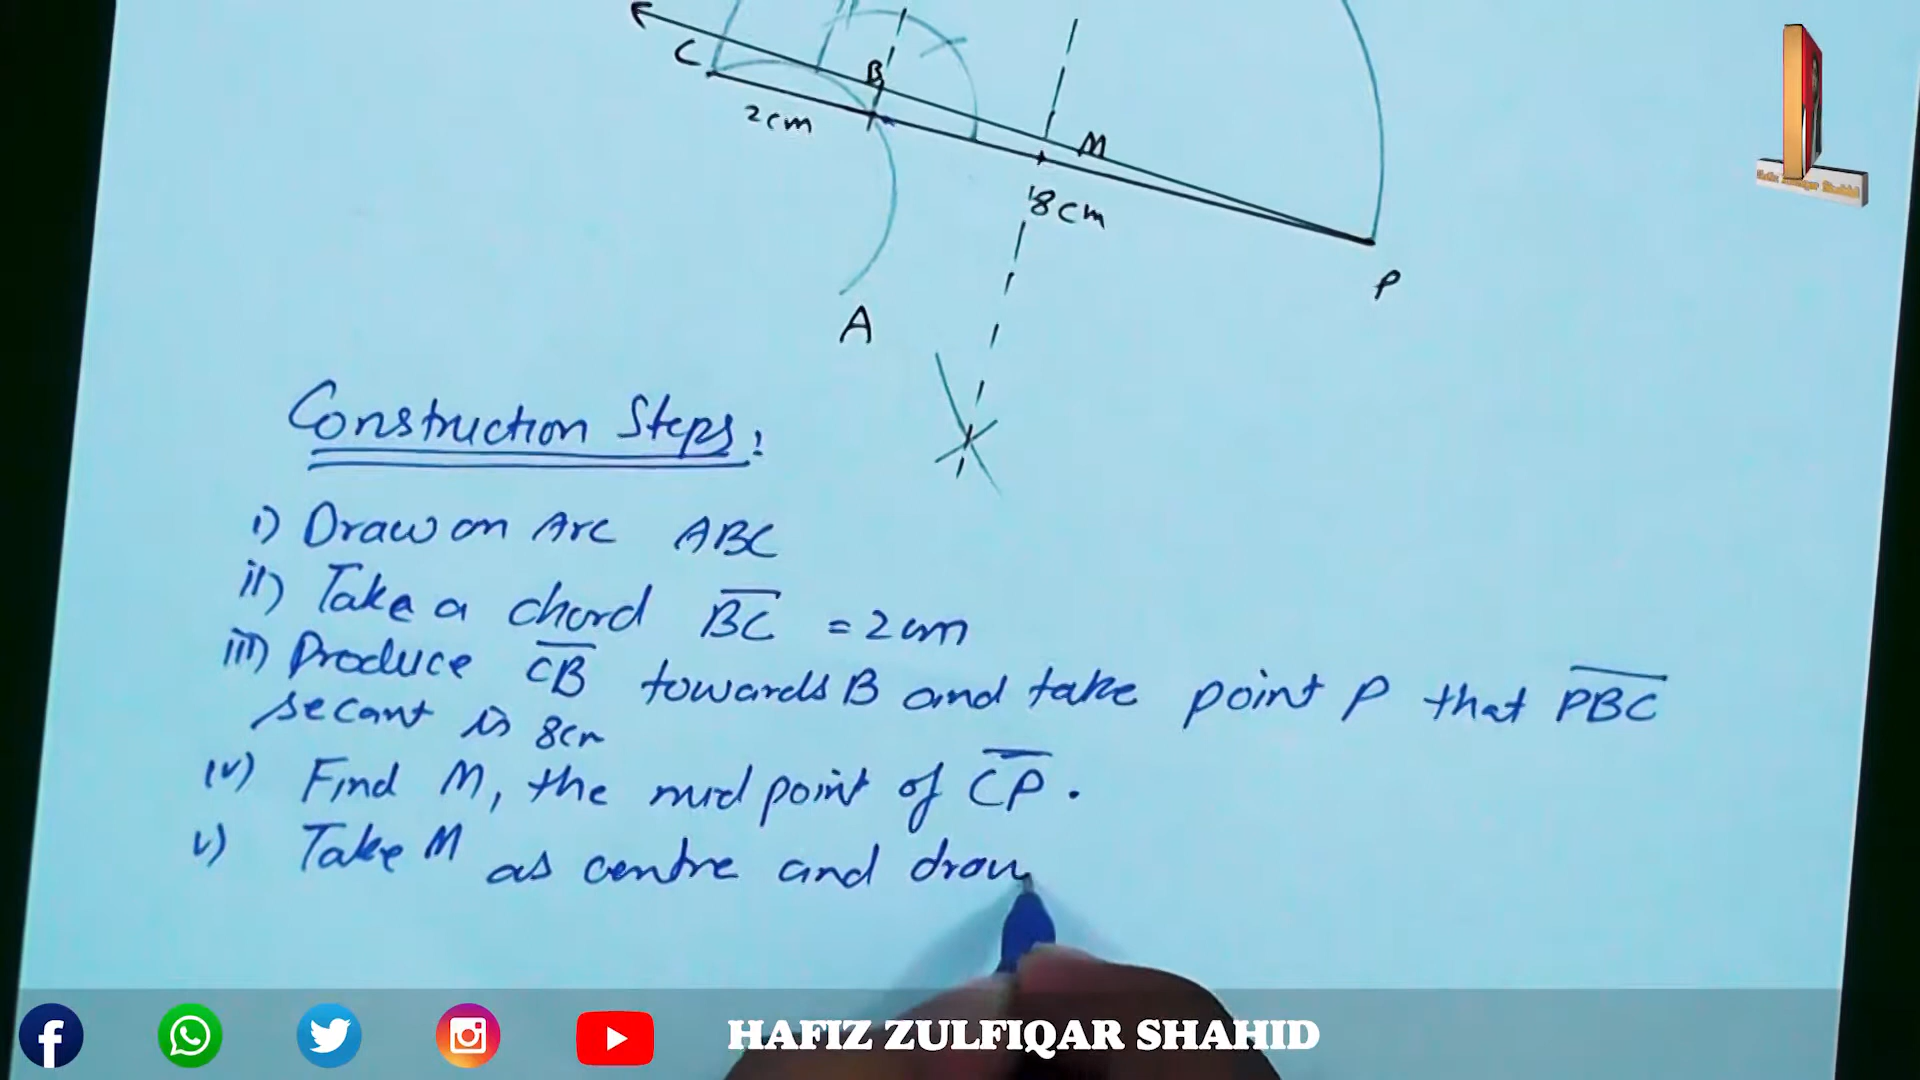 C
B
2cm
M
8cm
P
A
Construction Steps:
i) Draw an Arc ABC
ii) Take a chord BC = 2cm
iii) Produce CB towards B and take point P that PBC
secant is 8cm
iv) Find M, the mid point of CP.
v) Take M as centre and draw
HAFIZ ZULFIQAR SHAHID